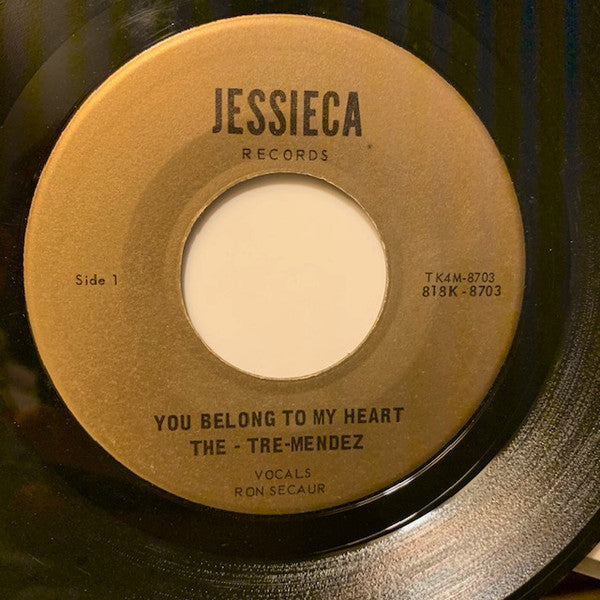 JESSIECA
RECORDS
Side 1
TK4M-8703
818K-8703
YOU BELONG TO MY HEART
THE - TRE-MENDEZ
VOCALS
RON SECAUR